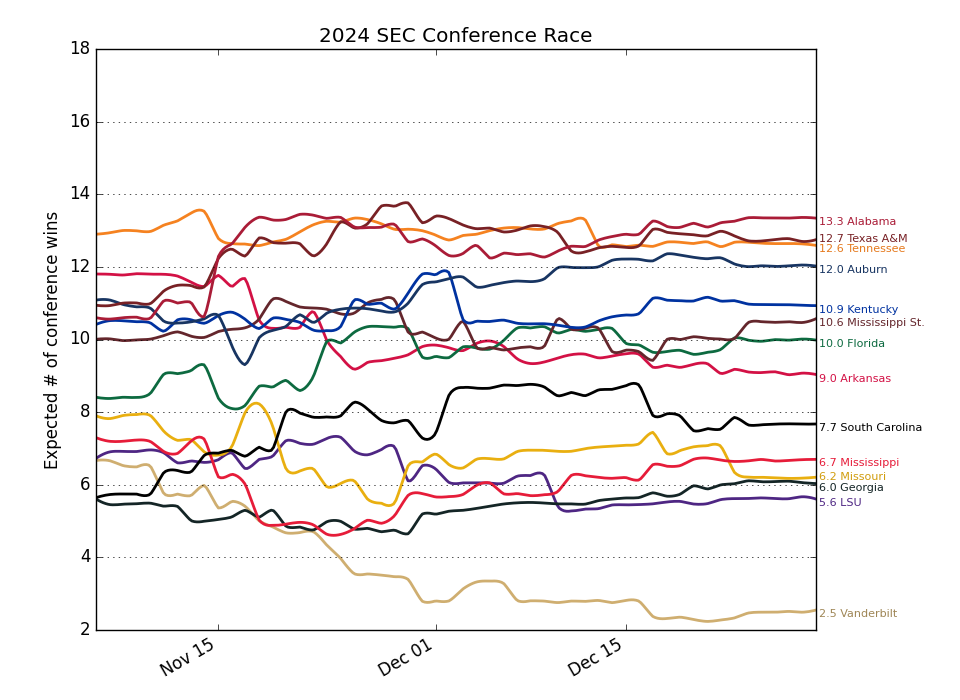 2024 SEC Conference Race
Expected # of conference wins
18
16
14
12
10
8
6
4
2
Nov 15
Dec 01
Dec 15
13.3 Alabama
12.7 Texas A&M
12.6 Tennessee
12.0 Auburn
10.9 Kentucky
10.6 Mississippi St.
10.0 Florida
9.0 Arkansas
7.7 South Carolina
6.7 Mississippi
6.2 Missouri
6.0 Georgia
5.6 LSU
2.5 Vanderbilt